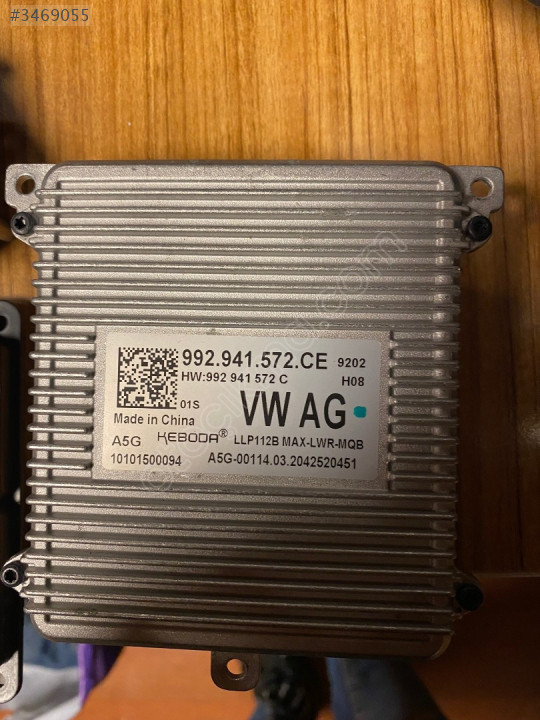 #3469055
992.941.572.CE 9202
HW:992 941 572 C H08
01S VW AG
Made in China
A5G KEBODA® LLP112B MAX-LWR-MQB
10101500094 A5G-00114.03.2042520451